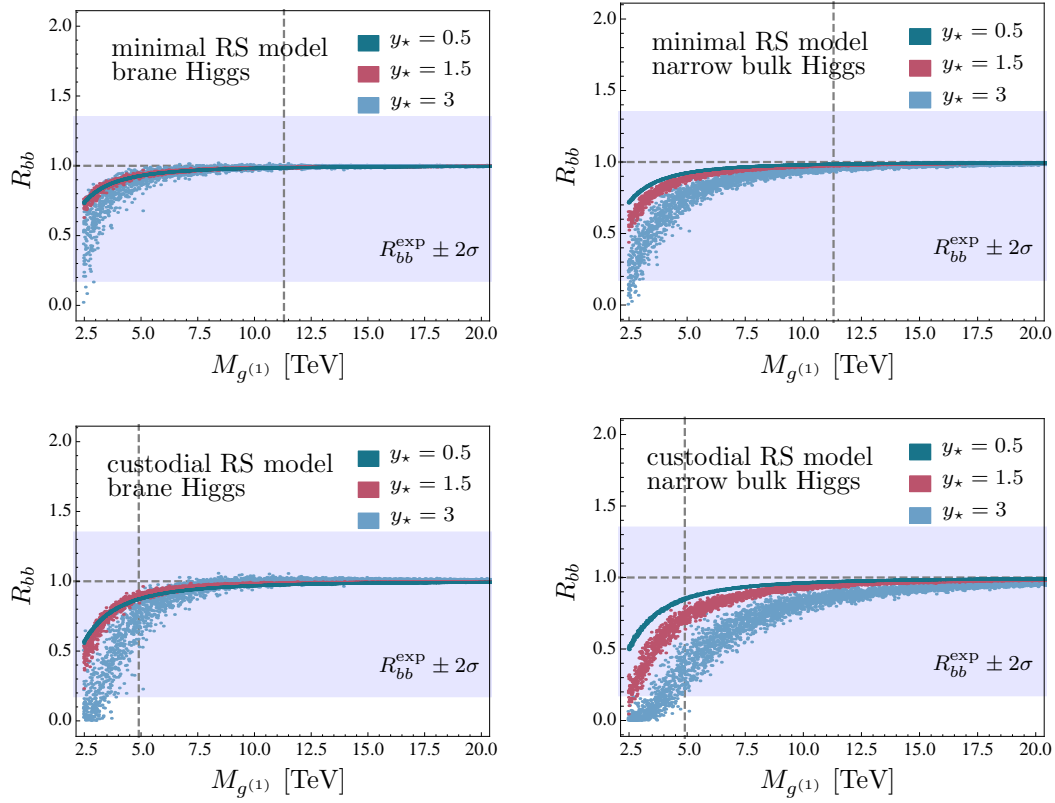 minimal RS model
brane Higgs
y⋆ = 0.5
y⋆ = 1.5
y⋆ = 3
R_bb^exp ± 2σ
R_bb
2.0
1.5
1.0
0.5
0.0
2.5 5.0 7.5 10.0 12.5 15.0 17.5 20.0
M_g(1) [TeV]
minimal RS model
narrow bulk Higgs
y⋆ = 0.5
y⋆ = 1.5
y⋆ = 3
R_bb^exp ± 2σ
R_bb
2.0
1.5
1.0
0.5
0.0
2.5 5.0 7.5 10.0 12.5 15.0 17.5 20.0
M_g(1) [TeV]
custodial RS model
brane Higgs
y⋆ = 0.5
y⋆ = 1.5
y⋆ = 3
R_bb^exp ± 2σ
R_bb
2.0
1.5
1.0
0.5
0.0
2.5 5.0 7.5 10.0 12.5 15.0 17.5 20.0
M_g(1) [TeV]
custodial RS model
narrow bulk Higgs
y⋆ = 0.5
y⋆ = 1.5
y⋆ = 3
R_bb^exp ± 2σ
R_bb
2.0
1.5
1.0
0.5
0.0
2.5 5.0 7.5 10.0 12.5 15.0 17.5 20.0
M_g(1) [TeV]